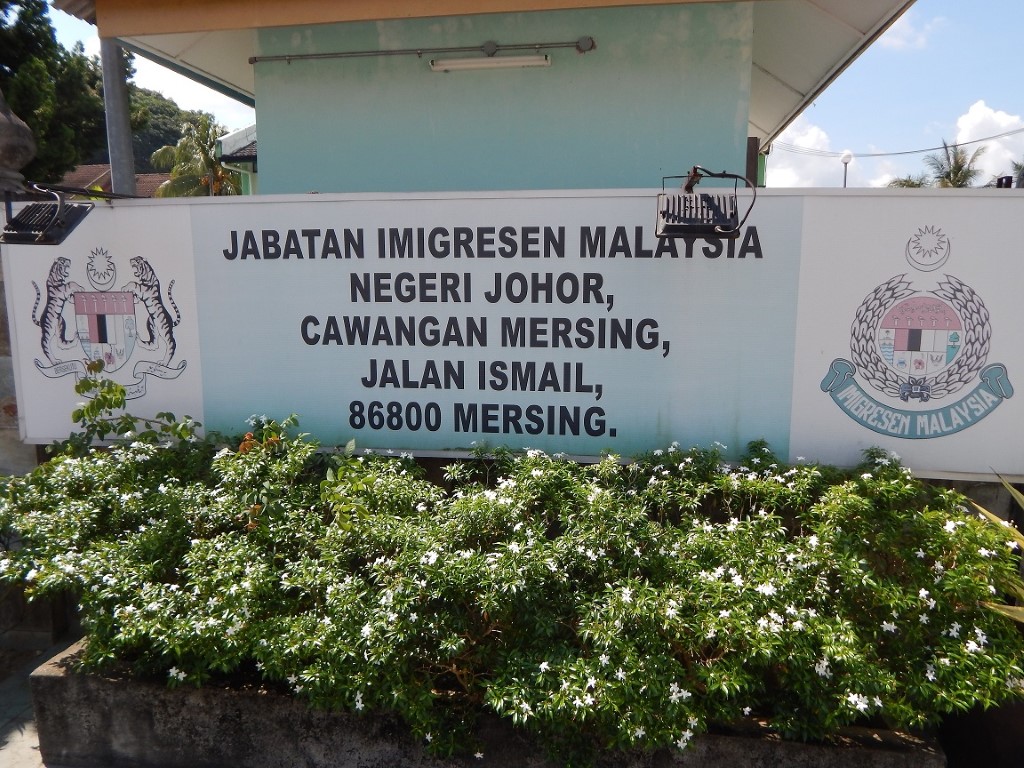 JABATAN IMIGRESEN MALAYSIA
NEGERI JOHOR,
CAWANGAN MERSING,
JALAN ISMAIL,
86800 MERSING.
IMIGRESEN MALAYSIA